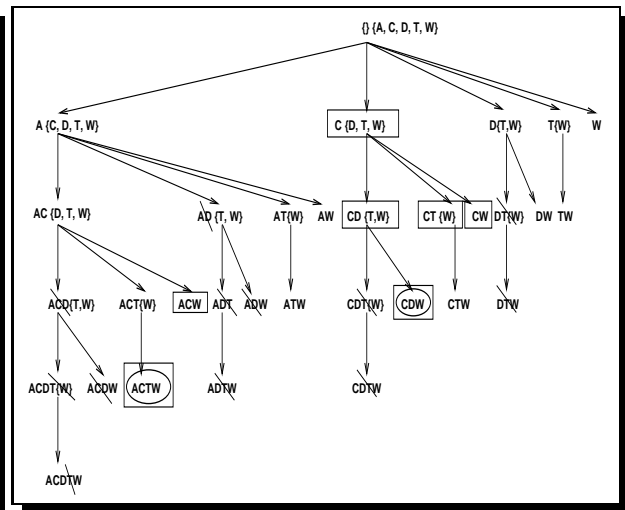 {} {A, C, D, T, W}
A {C, D, T, W} C {D, T, W} D{T,W} T{W} W
AC {D, T, W} AD {T, W} AT{W} AW CD {T,W} CT {W} CW DT{W} DW TW
ACD{T,W} ACT{W} ACW ADT ADW ATW CDT{W} CDW CTW DTW
ACDT{W} ACDW ACTW ADTW CDTW
ACDTW